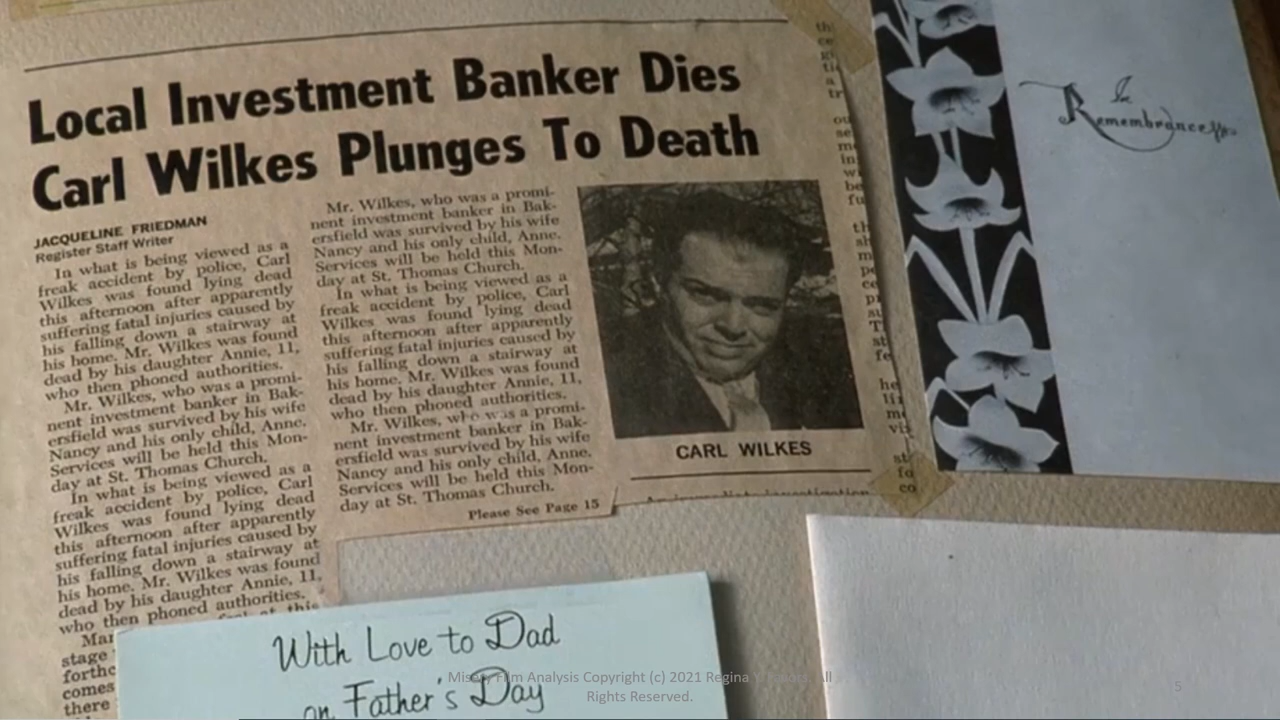 Local Investment Banker Dies
Carl Wilkes Plunges To Death
JACQUELINE FRIEDMAN
Register Staff Writer
In what is being viewed as a
freak accident by police, Carl
Wilkes was found lying dead
this afternoon after apparently
suffering fatal injuries caused by
his falling down a stairway at
his home. Mr. Wilkes was found
dead by his daughter Annie, 11,
who then phoned authorities.
Mr. Wilkes, who was a promi-
nent investment banker in Bak-
ersfield was survived by his wife
Nancy and his only child, Anne.
Services will be held this Mon-
day at St. Thomas Church.
In what is being viewed as a
freak accident by police, Carl
Wilkes was found lying dead
this afternoon after apparently
suffering fatal injuries caused by
his falling down a stairway at
his home. Mr. Wilkes was found
dead by his daughter Annie, 11,
who then phoned authorities.
stage
forthc
comes
there
Mr. Wilkes, who was a promi-
nent investment banker in Bak-
ersfield was survived by his wife
Nancy and his only child, Anne.
Services will be held this Mon-
day at St. Thomas Church.
In what is being viewed as a
freak accident by police, Carl
Wilkes was found lying dead
this afternoon after apparently
suffering fatal injuries caused by
his falling down a stairway at
his home. Mr. Wilkes was found
dead by his daughter Annie, 11,
who then phoned authorities.
Mr. Wilkes, who was a promi-
nent investment banker in Bak-
ersfield was survived by his wife
Nancy and his only child, Anne.
Services will be held this Mon-
day at St. Thomas Church.
Please See Page 15
CARL WILKES
In
Remembrance
With Love to Dad
on Father's Day
Misery Film Analysis Copyright (c) 2021 Regina Y. All
Rights Reserved.
5